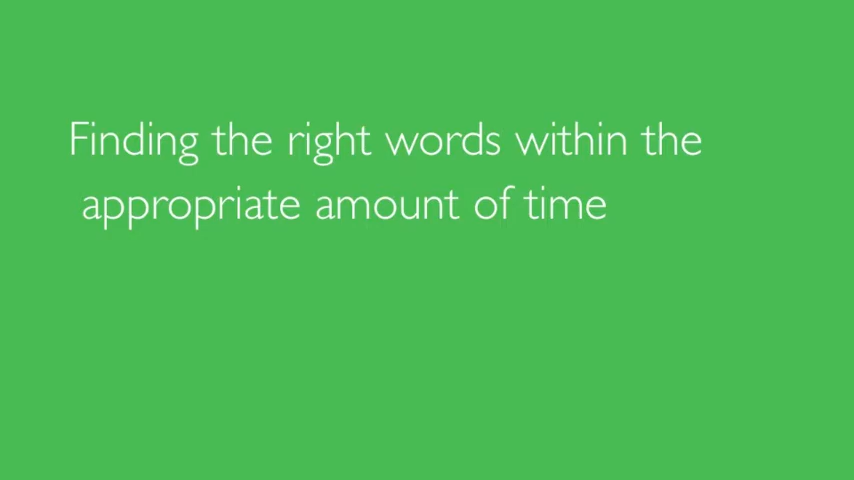 Finding the right words within the
appropriate amount of time